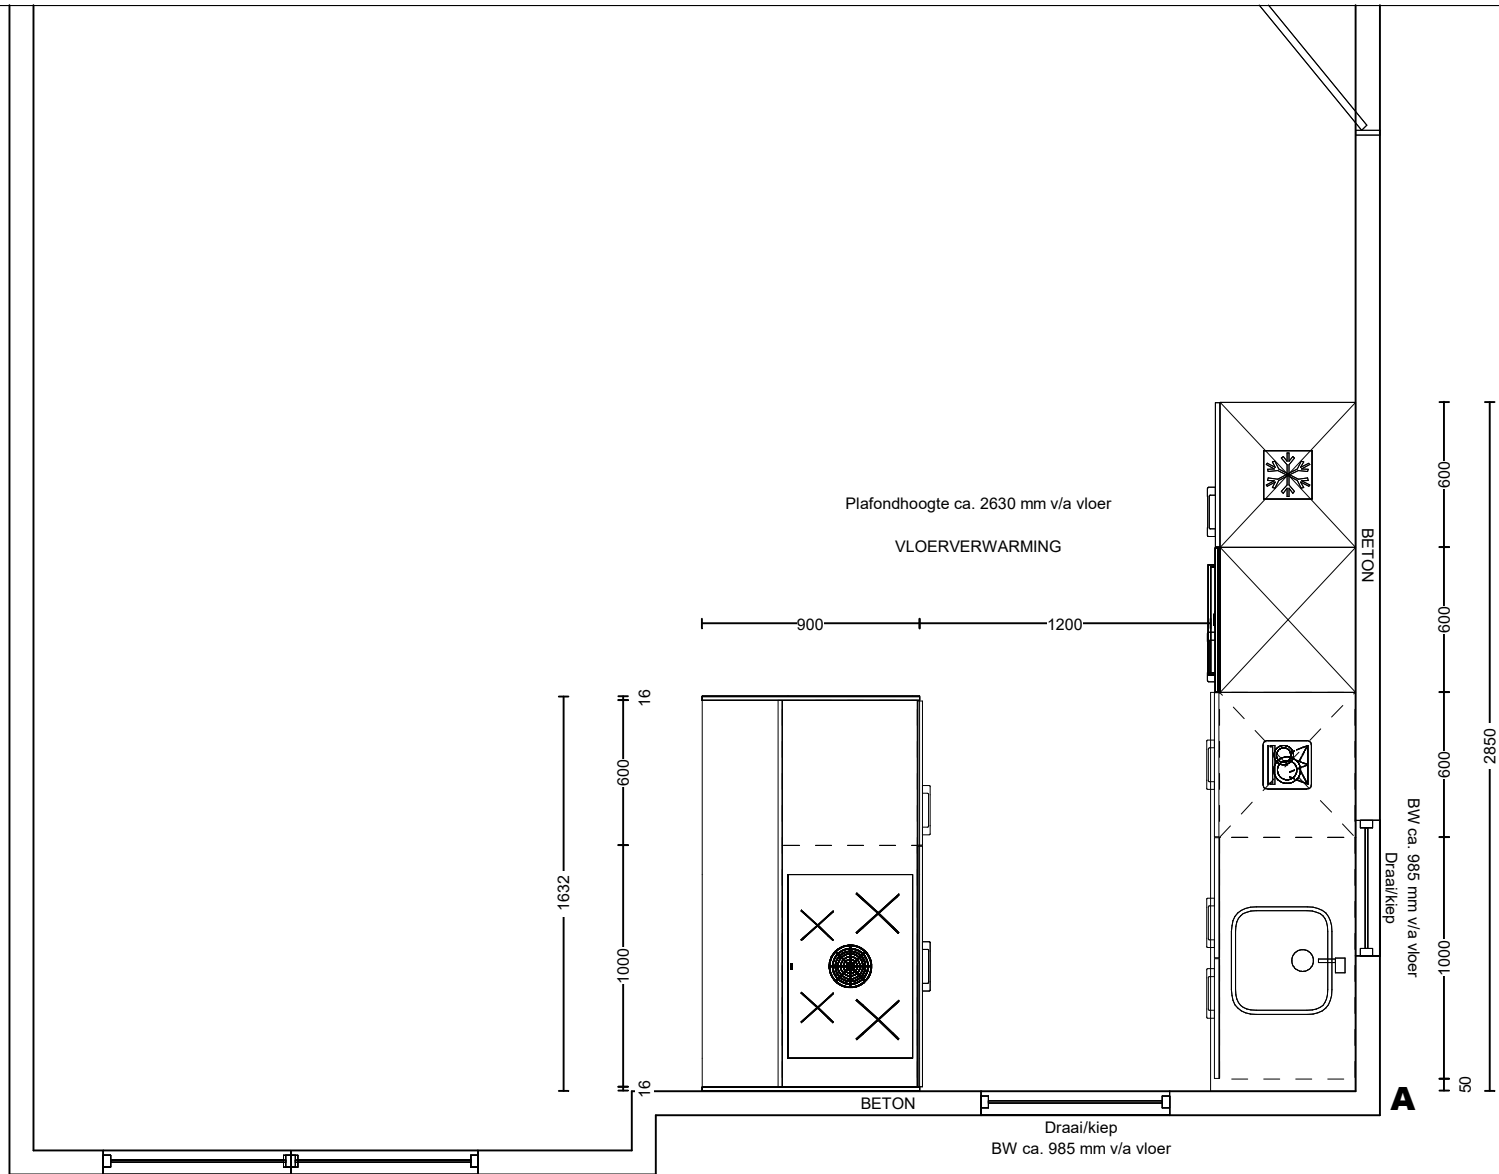 Plafondhoogte ca. 2630 mm v/a vloer
VLOERVERWARMING
BETON
900
1200
600
600
600
1000
50
2850
16
600
1000
16
1632
BW ca. 985 mm v/a vloer
Draai/kiep
A
BETON
Draai/kiep
BW ca. 985 mm v/a vloer